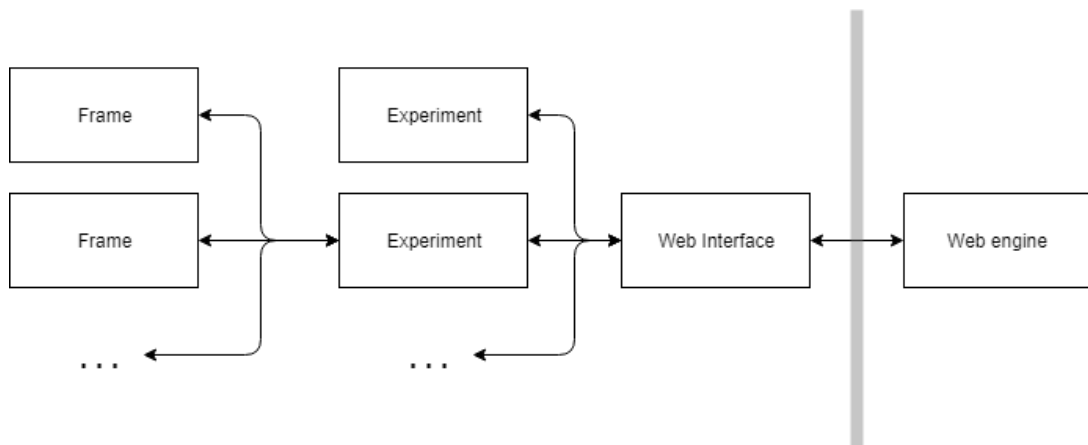 Frame
Experiment
Frame
Experiment
Web Interface
Web engine
...
...